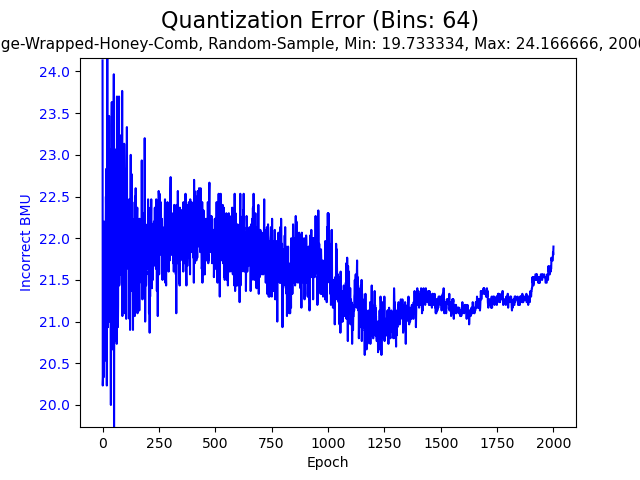 Quantization Error (Bins: 64)
ge-Wrapped-Honey-Comb, Random-Sample, Min: 19.733334, Max: 24.166666, 200
24.0
23.5
23.0
22.5
22.0
21.5
21.0
20.5
20.0
Incorrect BMU
0 250 500 750 1000 1250 1500 1750 2000
Epoch